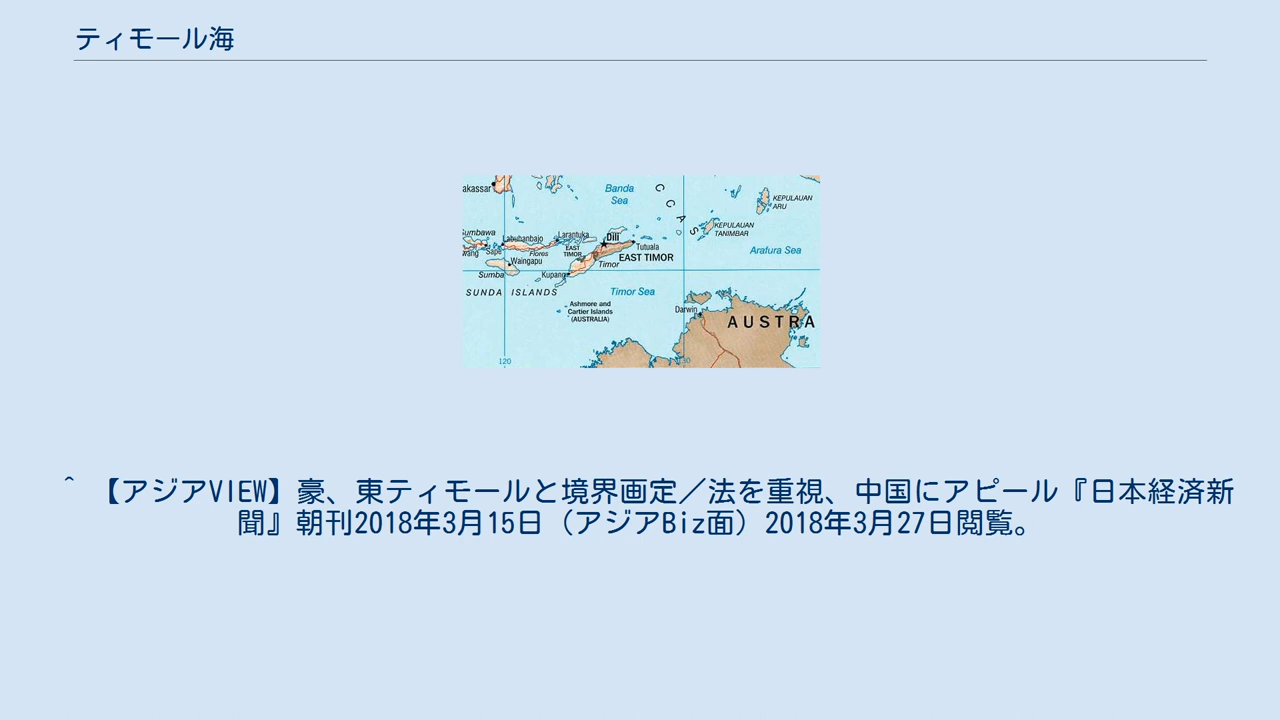 ティモール海
akassar
Banda
Sea
C
C
A
S
KEPULAUAN
ARU
KEPULAUAN
TANIMBAR
Sumbawa
Labuhanbajo
Larantuka
Dili
Tutuala
Arafura Sea
wang
Sape
Flores
EAST
TIMOR
EAST TIMOR
Waingapu
Timor
Sumba
Kupang
SUNDA ISLANDS
Timor Sea
Ashmore and
Cartier Islands
(AUSTRALIA)
Darwin
AUSTRA
120
^ 【アジアVIEW】豪、東ティモールと境界画定／法を重視、中国にアピール『日本経済新
聞』朝刊2018年3月15日（アジアBiz面）2018年3月27日閲覧。